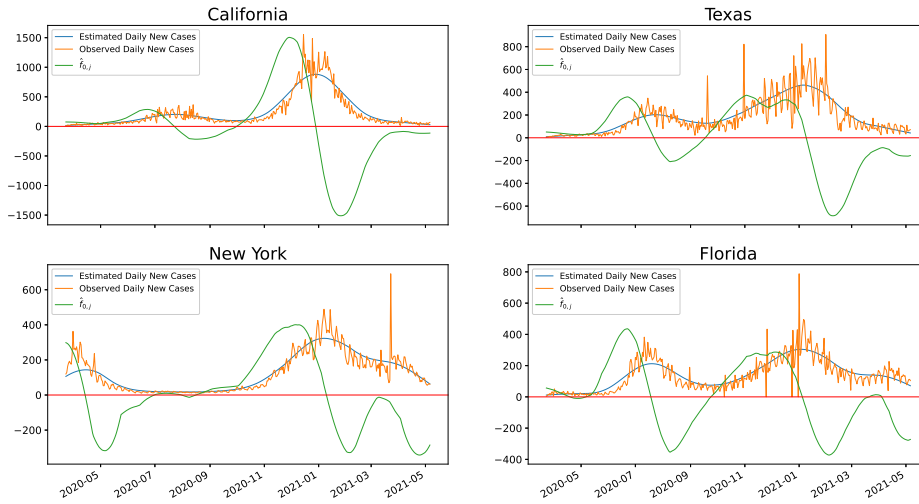 California
1500
1000
500
0
−500
−1000
−1500
Estimated Daily New Cases
Observed Daily New Cases
f̂₀,ⱼ
Texas
800
600
400
200
0
−200
−400
−600
Estimated Daily New Cases
Observed Daily New Cases
f̂₀,ⱼ
New York
600
400
200
0
−200
Estimated Daily New Cases
Observed Daily New Cases
f̂₀,ⱼ
2020-05
2020-07
2020-09
2020-11
2021-01
2021-03
2021-05
Florida
800
600
400
200
0
−200
−400
Estimated Daily New Cases
Observed Daily New Cases
f̂₀,ⱼ
2020-05
2020-07
2020-09
2020-11
2021-01
2021-03
2021-05